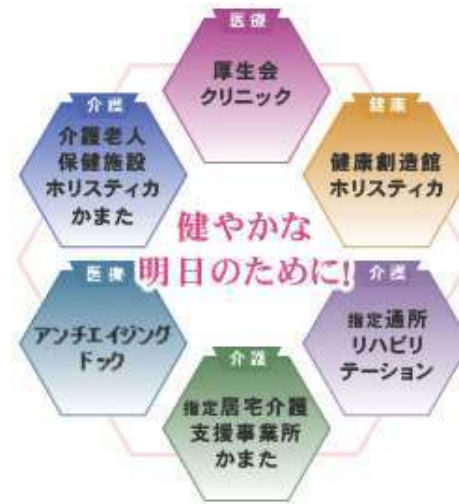 医療
厚生会
クリニック
介護
介護老人
保健施設
ホリスティカ
かまた
健康
健康創造館
ホリスティカ
健やかな
明日のために!
医療
アンチエイジング
ドック
介護
指定通所
リハビリ
テーション
介護
指定居宅介護
支援事業所
かまた